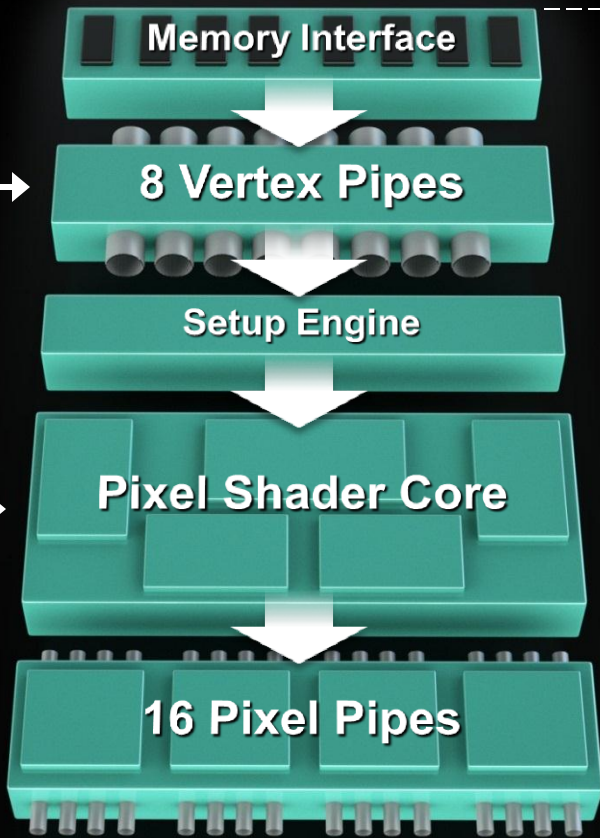 Memory Interface
8 Vertex Pipes
Setup Engine
Pixel Shader Core
16 Pixel Pipes